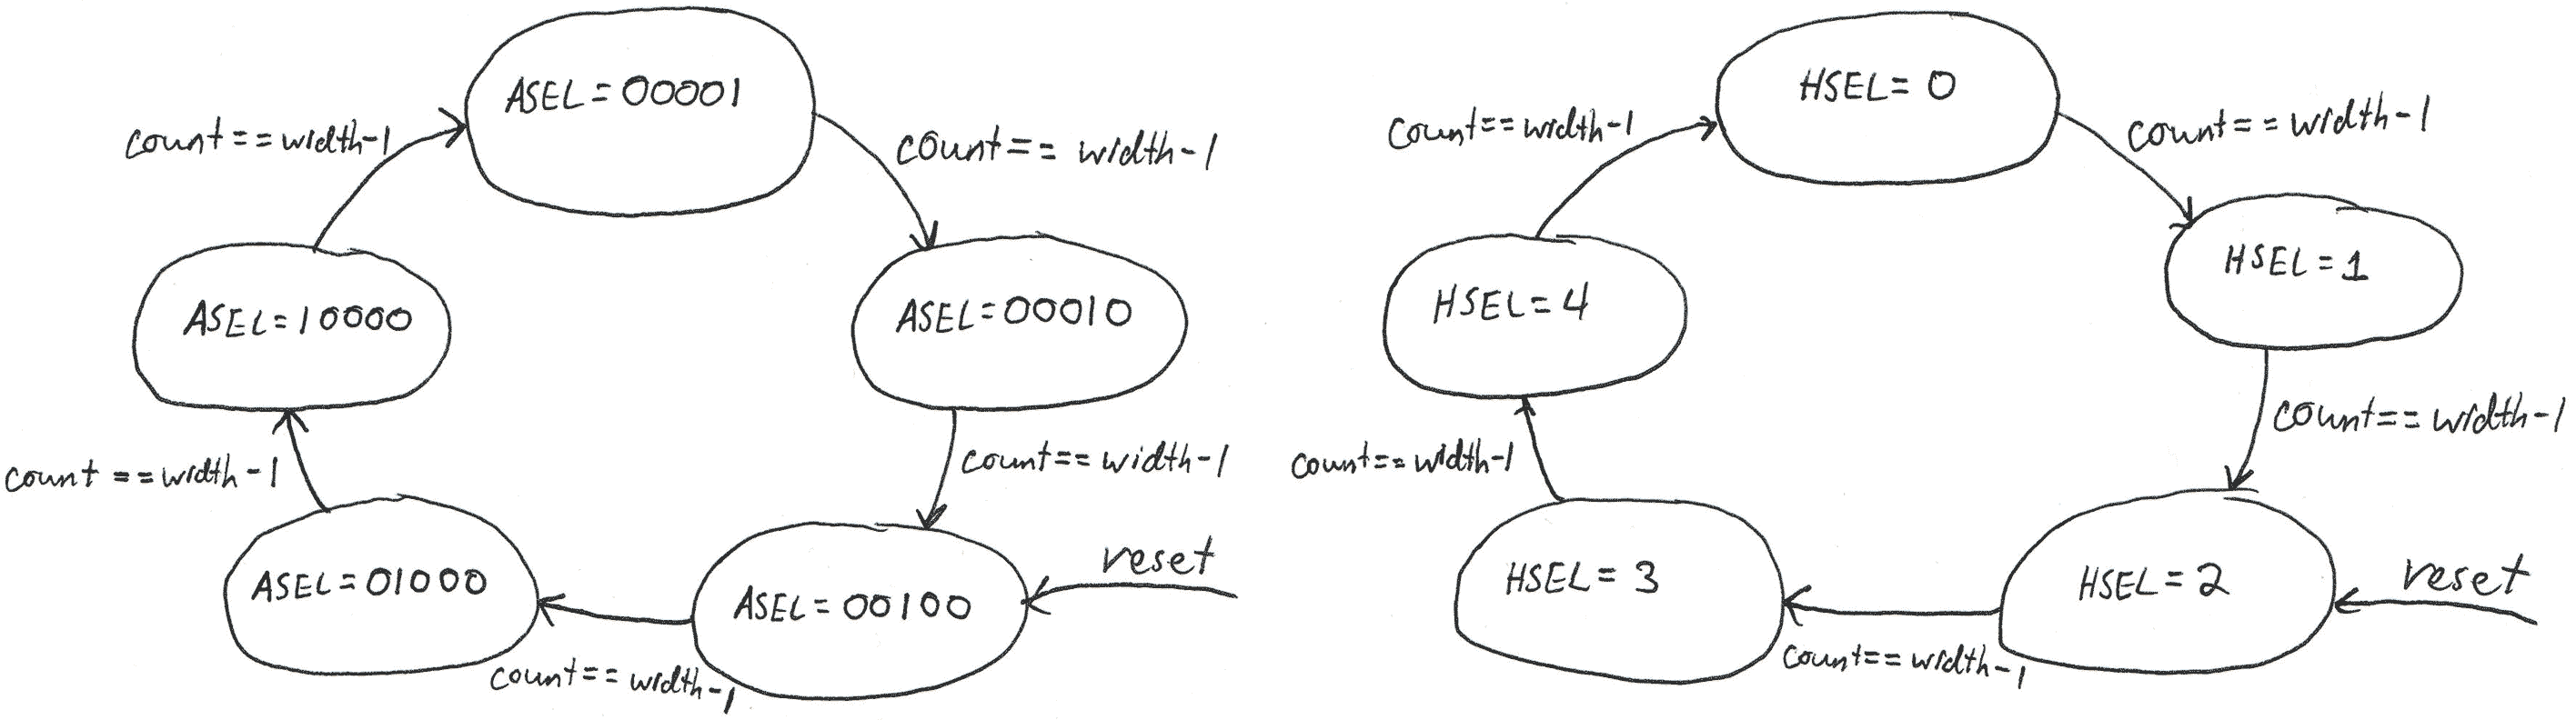 ASEL=00001
count==width-1
count== width-1
ASEL=10000
ASEL=00010
count ==width-1
count== width-1
ASEL=01000
ASEL=00100
reset
count== width-1
HSEL=0
count==width-1
count==width-1
HSEL=4
HSEL=1
count==width-1
count== width-1
HSEL=3
HSEL=2
reset
count==width-1